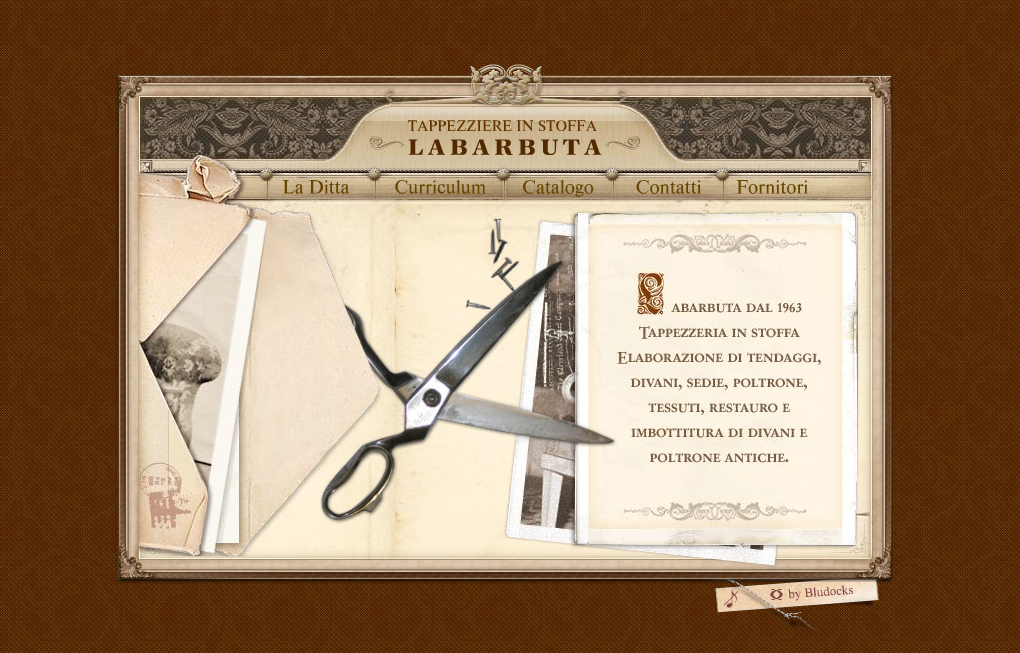 TAPPEZZIERE IN STOFFA
LABARBUTA
La Ditta Curriculum Catalogo Contatti Fornitori
LABARBUTA DAL 1963
TAPPEZZERIA IN STOFFA
ELABORAZIONE DI TENDAGGI,
DIVANI, SEDIE, POLTRONE,
TESSUTI, RESTAURO E
IMBOTTITURA DI DIVANI E
POLTRONE ANTICHE.
by Bludocks